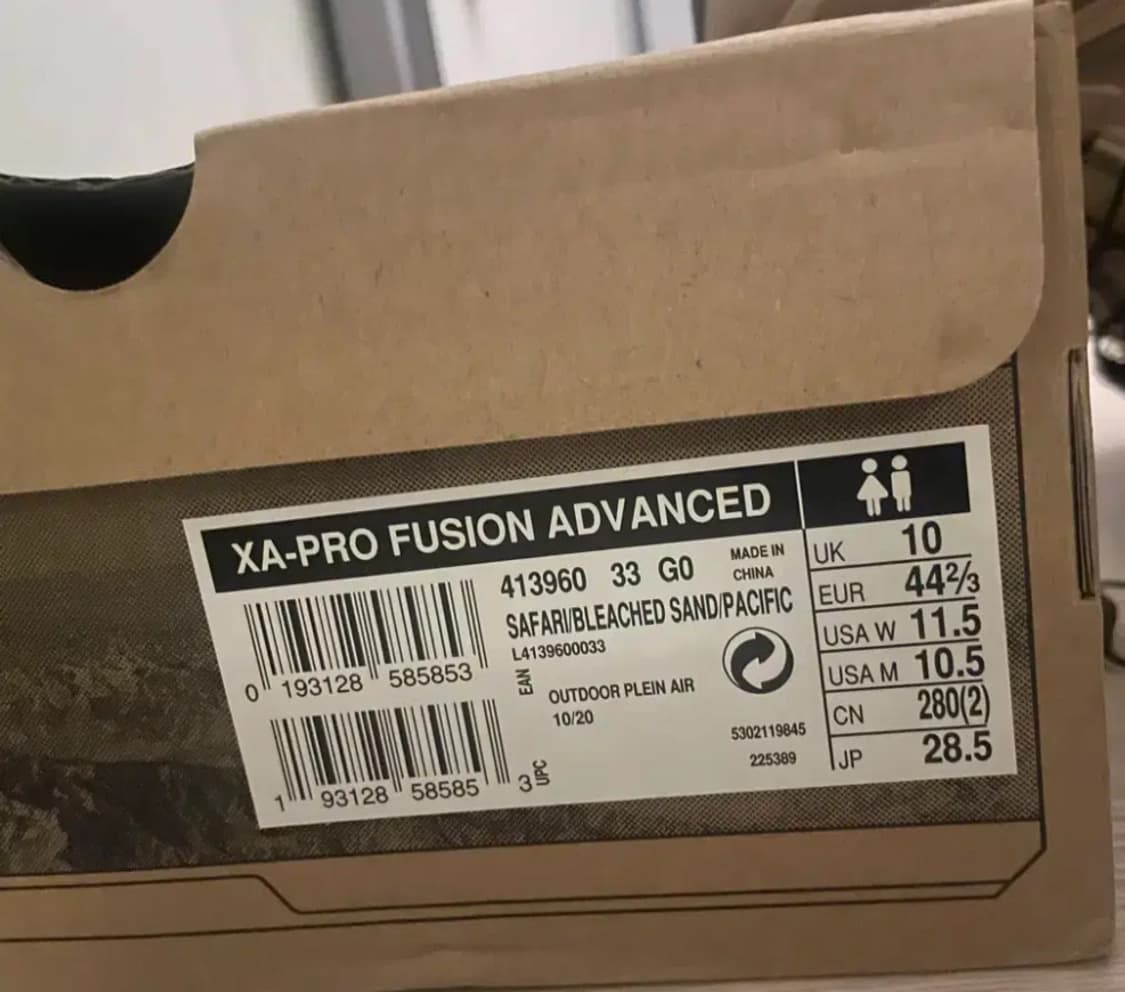 XA-PRO FUSION ADVANCED
413960 33 G0
MADE IN
CHINA
SAFARI/BLEACHED SAND/PACIFIC
L4139600033
0 193128 585853
EAN
OUTDOOR PLEIN AIR
10/20
1 93128 58585 3
UPC
5302119845
225389
UK 10
EUR 44⅔
USA W 11.5
USA M 10.5
CN 280(2)
JP 28.5